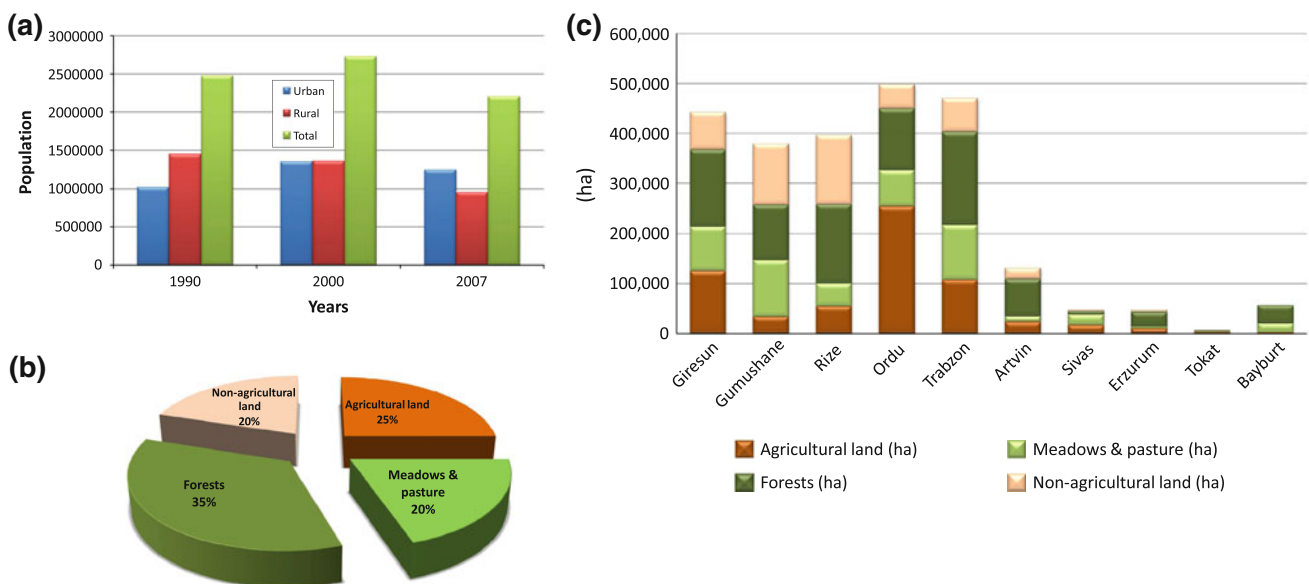 (a)
3000000
2500000
2000000
1500000
1000000
500000
0
Population
Urban
Rural
Total
1990
2000
2007
Years
(b)
Non-agricultural
land
20%
Agricultural land
25%
Forests
35%
Meadows &
pasture
20%
(c)
600,000
500,000
400,000
300,000
200,000
100,000
0
(ha)
Giresun
Gumushane
Rize
Ordu
Trabzon
Artvin
Sivas
Erzurum
Tokat
Bayburt
Agricultural land (ha)
Meadows & pasture (ha)
Forests (ha)
Non-agricultural land (ha)